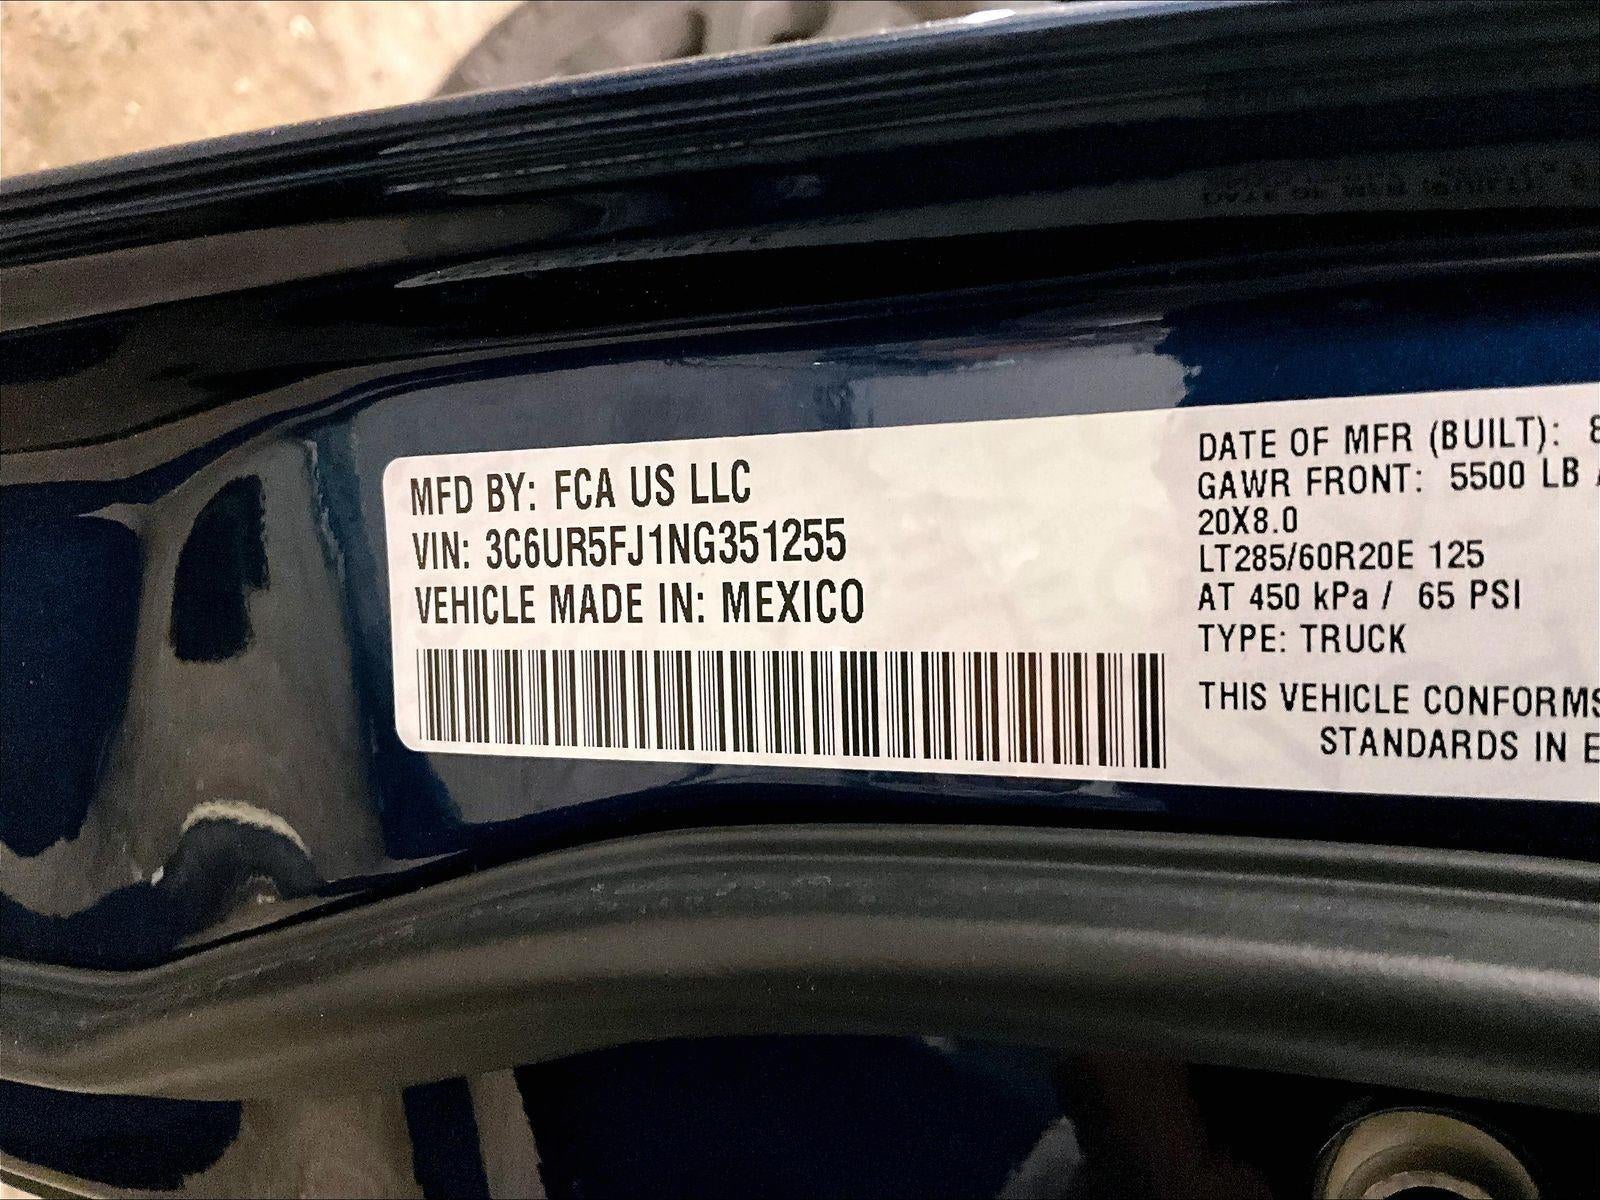 MFD BY: FCA US LLC
VIN: 3C6UR5FJ1NG351255
VEHICLE MADE IN: MEXICO
DATE OF MFR (BUILT): 8
GAWR FRONT: 5500 LB
20X8.0
LT285/60R20E 125
AT 450 kPa / 65 PSI
TYPE: TRUCK
THIS VEHICLE CONFORMS
STANDARDS IN